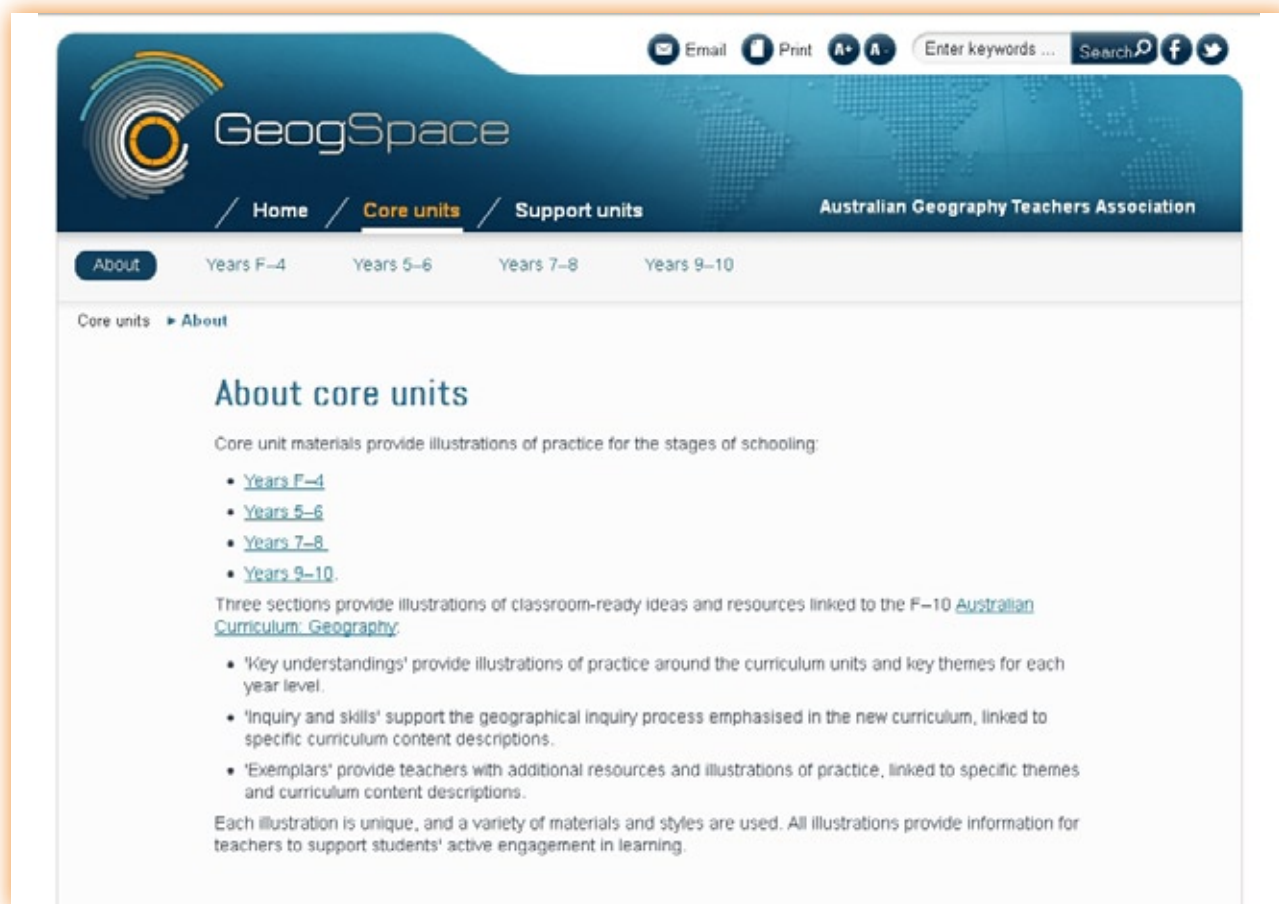 Email Print A+ A- Enter keywords ... Search
GeogSpace
Home Core units Support units Australian Geography Teachers Association
About Years F–4 Years 5–6 Years 7–8 Years 9–10
Core units ► About
About core units
Core unit materials provide illustrations of practice for the stages of schooling:
• Years F–4
• Years 5–6
• Years 7–8
• Years 9–10.
Three sections provide illustrations of classroom-ready ideas and resources linked to the F–10 Australian
Curriculum: Geography:
• 'Key understandings' provide illustrations of practice around the curriculum units and key themes for each
year level.
• 'Inquiry and skills' support the geographical inquiry process emphasised in the new curriculum, linked to
specific curriculum content descriptions.
• 'Exemplars' provide teachers with additional resources and illustrations of practice, linked to specific themes
and curriculum content descriptions.
Each illustration is unique, and a variety of materials and styles are used. All illustrations provide information for
teachers to support students' active engagement in learning.